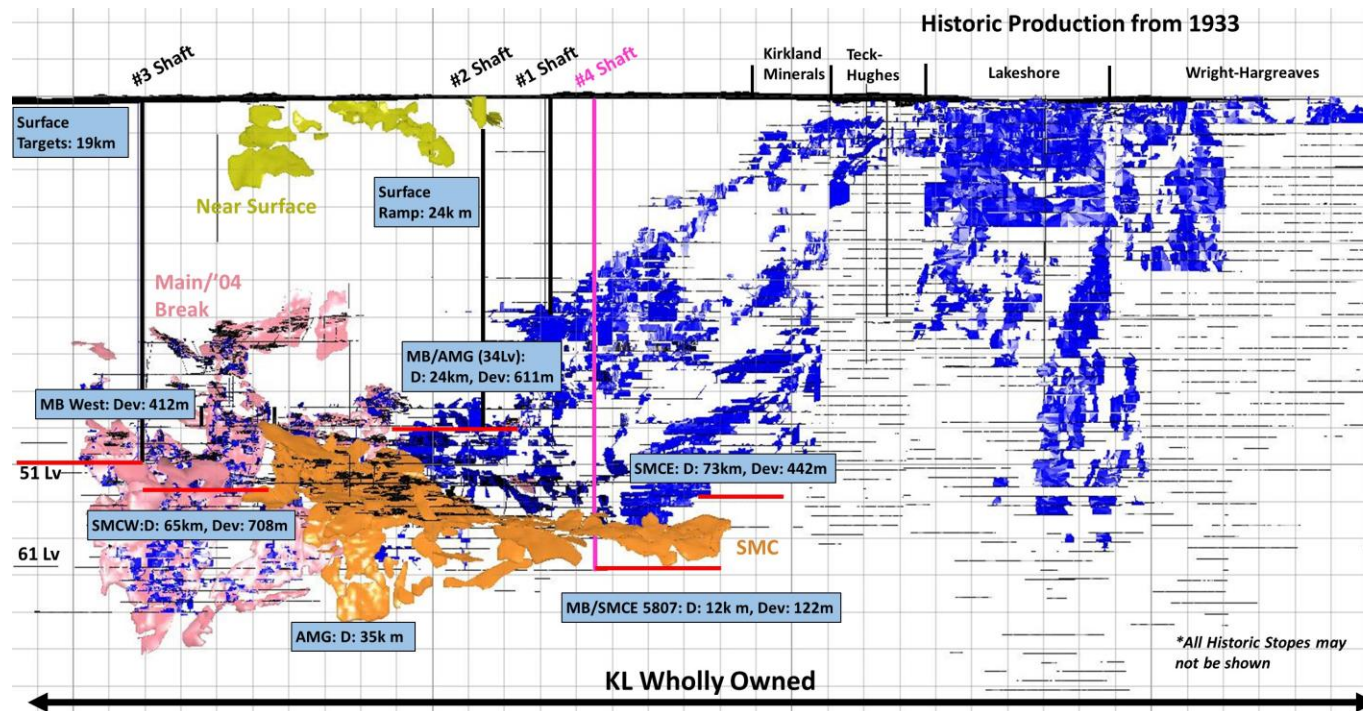 Historic Production from 1933
#3 Shaft
#2 Shaft
#1 Shaft
#4 Shaft
Kirkland
Minerals
Teck-
Hughes
Lakeshore
Wright-Hargreaves
Surface
Targets: 19km
Near Surface
Surface
Ramp: 24k m
Main/'04
Break
MB/AMG (34Lv):
D: 24km, Dev: 611m
MB West: Dev: 412m
51 Lv
SMCE: D: 73km, Dev: 442m
SMCW:D: 65km, Dev: 708m
SMC
61 Lv
MB/SMCE 5807: D: 12k m, Dev: 122m
AMG: D: 35k m
*All Historic Stopes may
not be shown
KL Wholly Owned